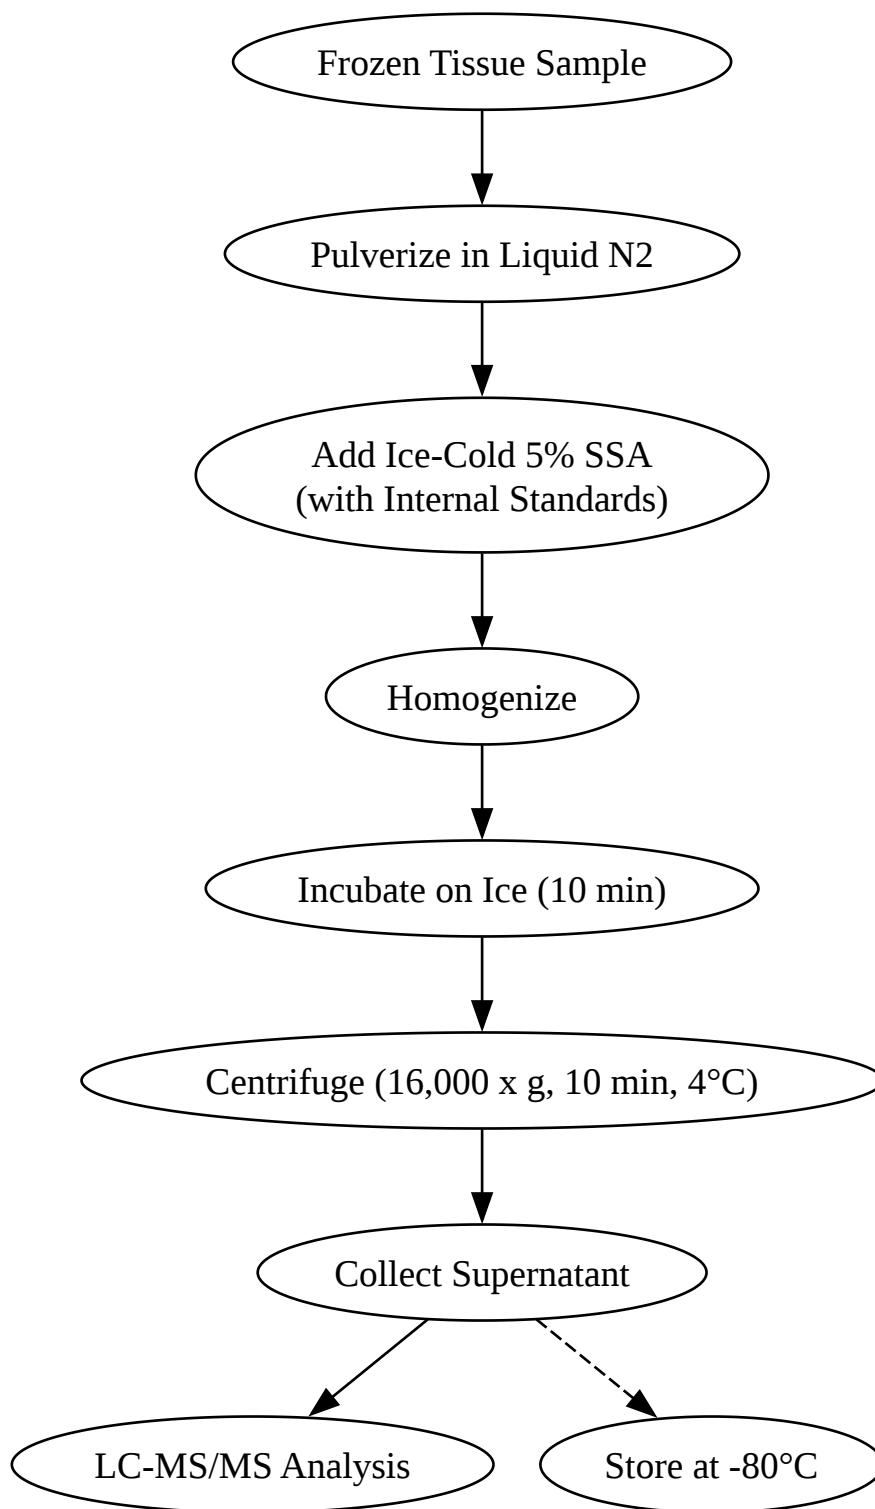 Frozen Tissue Sample
Pulverize in Liquid N2
Add Ice-Cold 5% SSA
(with Internal Standards)
Homogenize
Incubate on Ice (10 min)
Centrifuge (16,000 x g, 10 min, 4°C)
Collect Supernatant
LC-MS/MS Analysis
Store at -80°C